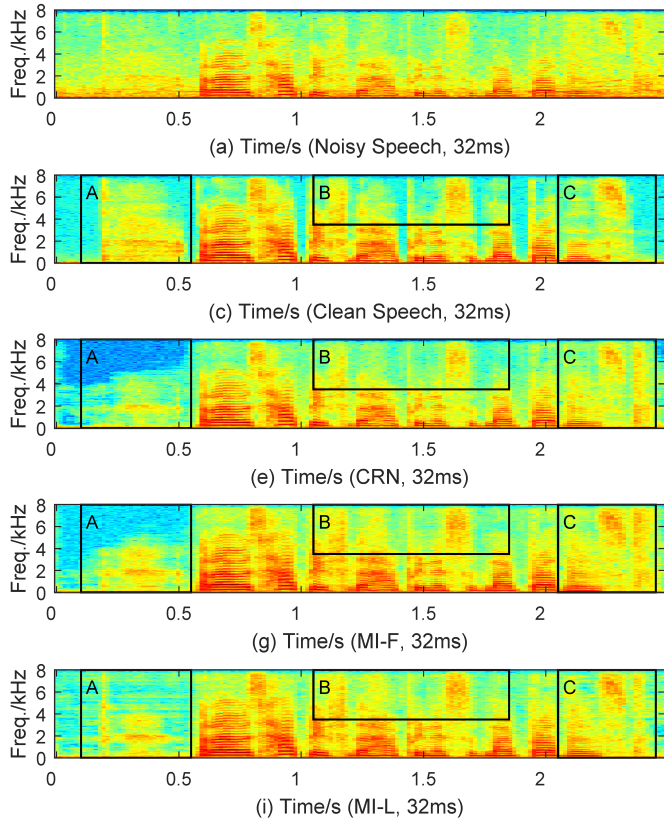 Freq./kHz
8
6
4
2
0
0 0.5 1 1.5 2
(a) Time/s (Noisy Speech, 32ms)
Freq./kHz
8
6
4
2
0
A B C
0 0.5 1 1.5 2
(c) Time/s (Clean Speech, 32ms)
Freq./kHz
8
6
4
2
0
A B C
0 0.5 1 1.5 2
(e) Time/s (CRN, 32ms)
Freq./kHz
8
6
4
2
0
A B C
0 0.5 1 1.5 2
(g) Time/s (MI-F, 32ms)
Freq./kHz
8
6
4
2
0
A B C
0 0.5 1 1.5 2
(i) Time/s (MI-L, 32ms)